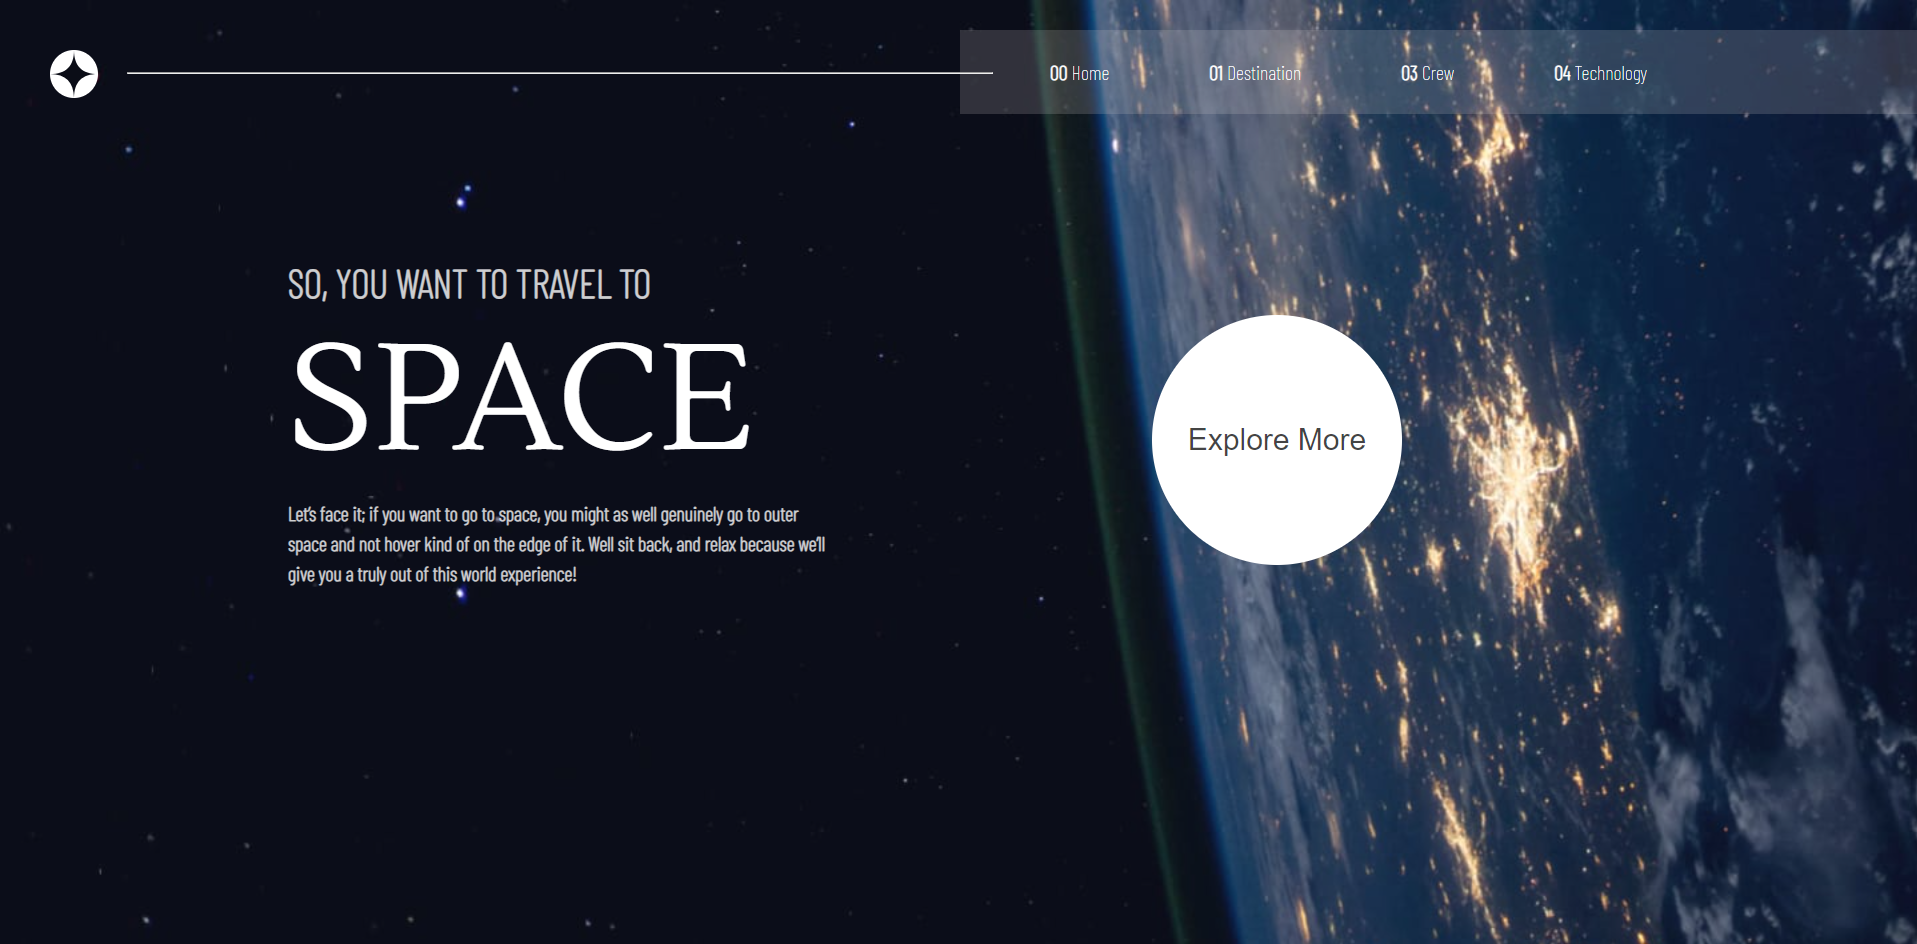 00 Home 01 Destination 03 Crew 04 Technology
SO, YOU WANT TO TRAVEL TO
SPACE
Explore More
Let's face it; if you want to go to space, you might as well genuinely go to outer
space and not hover kind of on the edge of it. Well sit back, and relax because we'll
give you a truly out of this world experience!